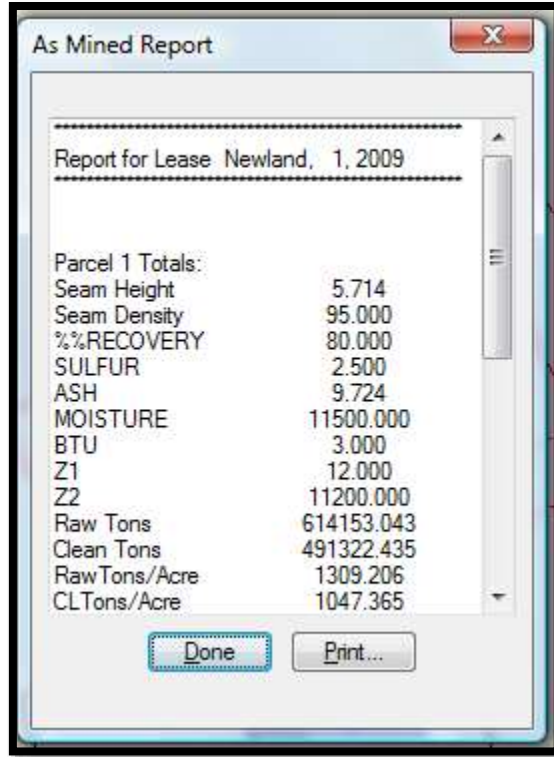 As Mined Report
************************************************************
Report for Lease Newland, 1, 2009
************************************************************
Parcel 1 Totals:
Seam Height 5.714
Seam Density 95.000
%%RECOVERY 80.000
SULFUR 2.500
ASH 9.724
MOISTURE 11500.000
BTU 3.000
Z1 12.000
Z2 11200.000
Raw Tons 614153.043
Clean Tons 491322.435
RawTons/Acre 1309.206
CLTons/Acre 1047.365
Done Print...